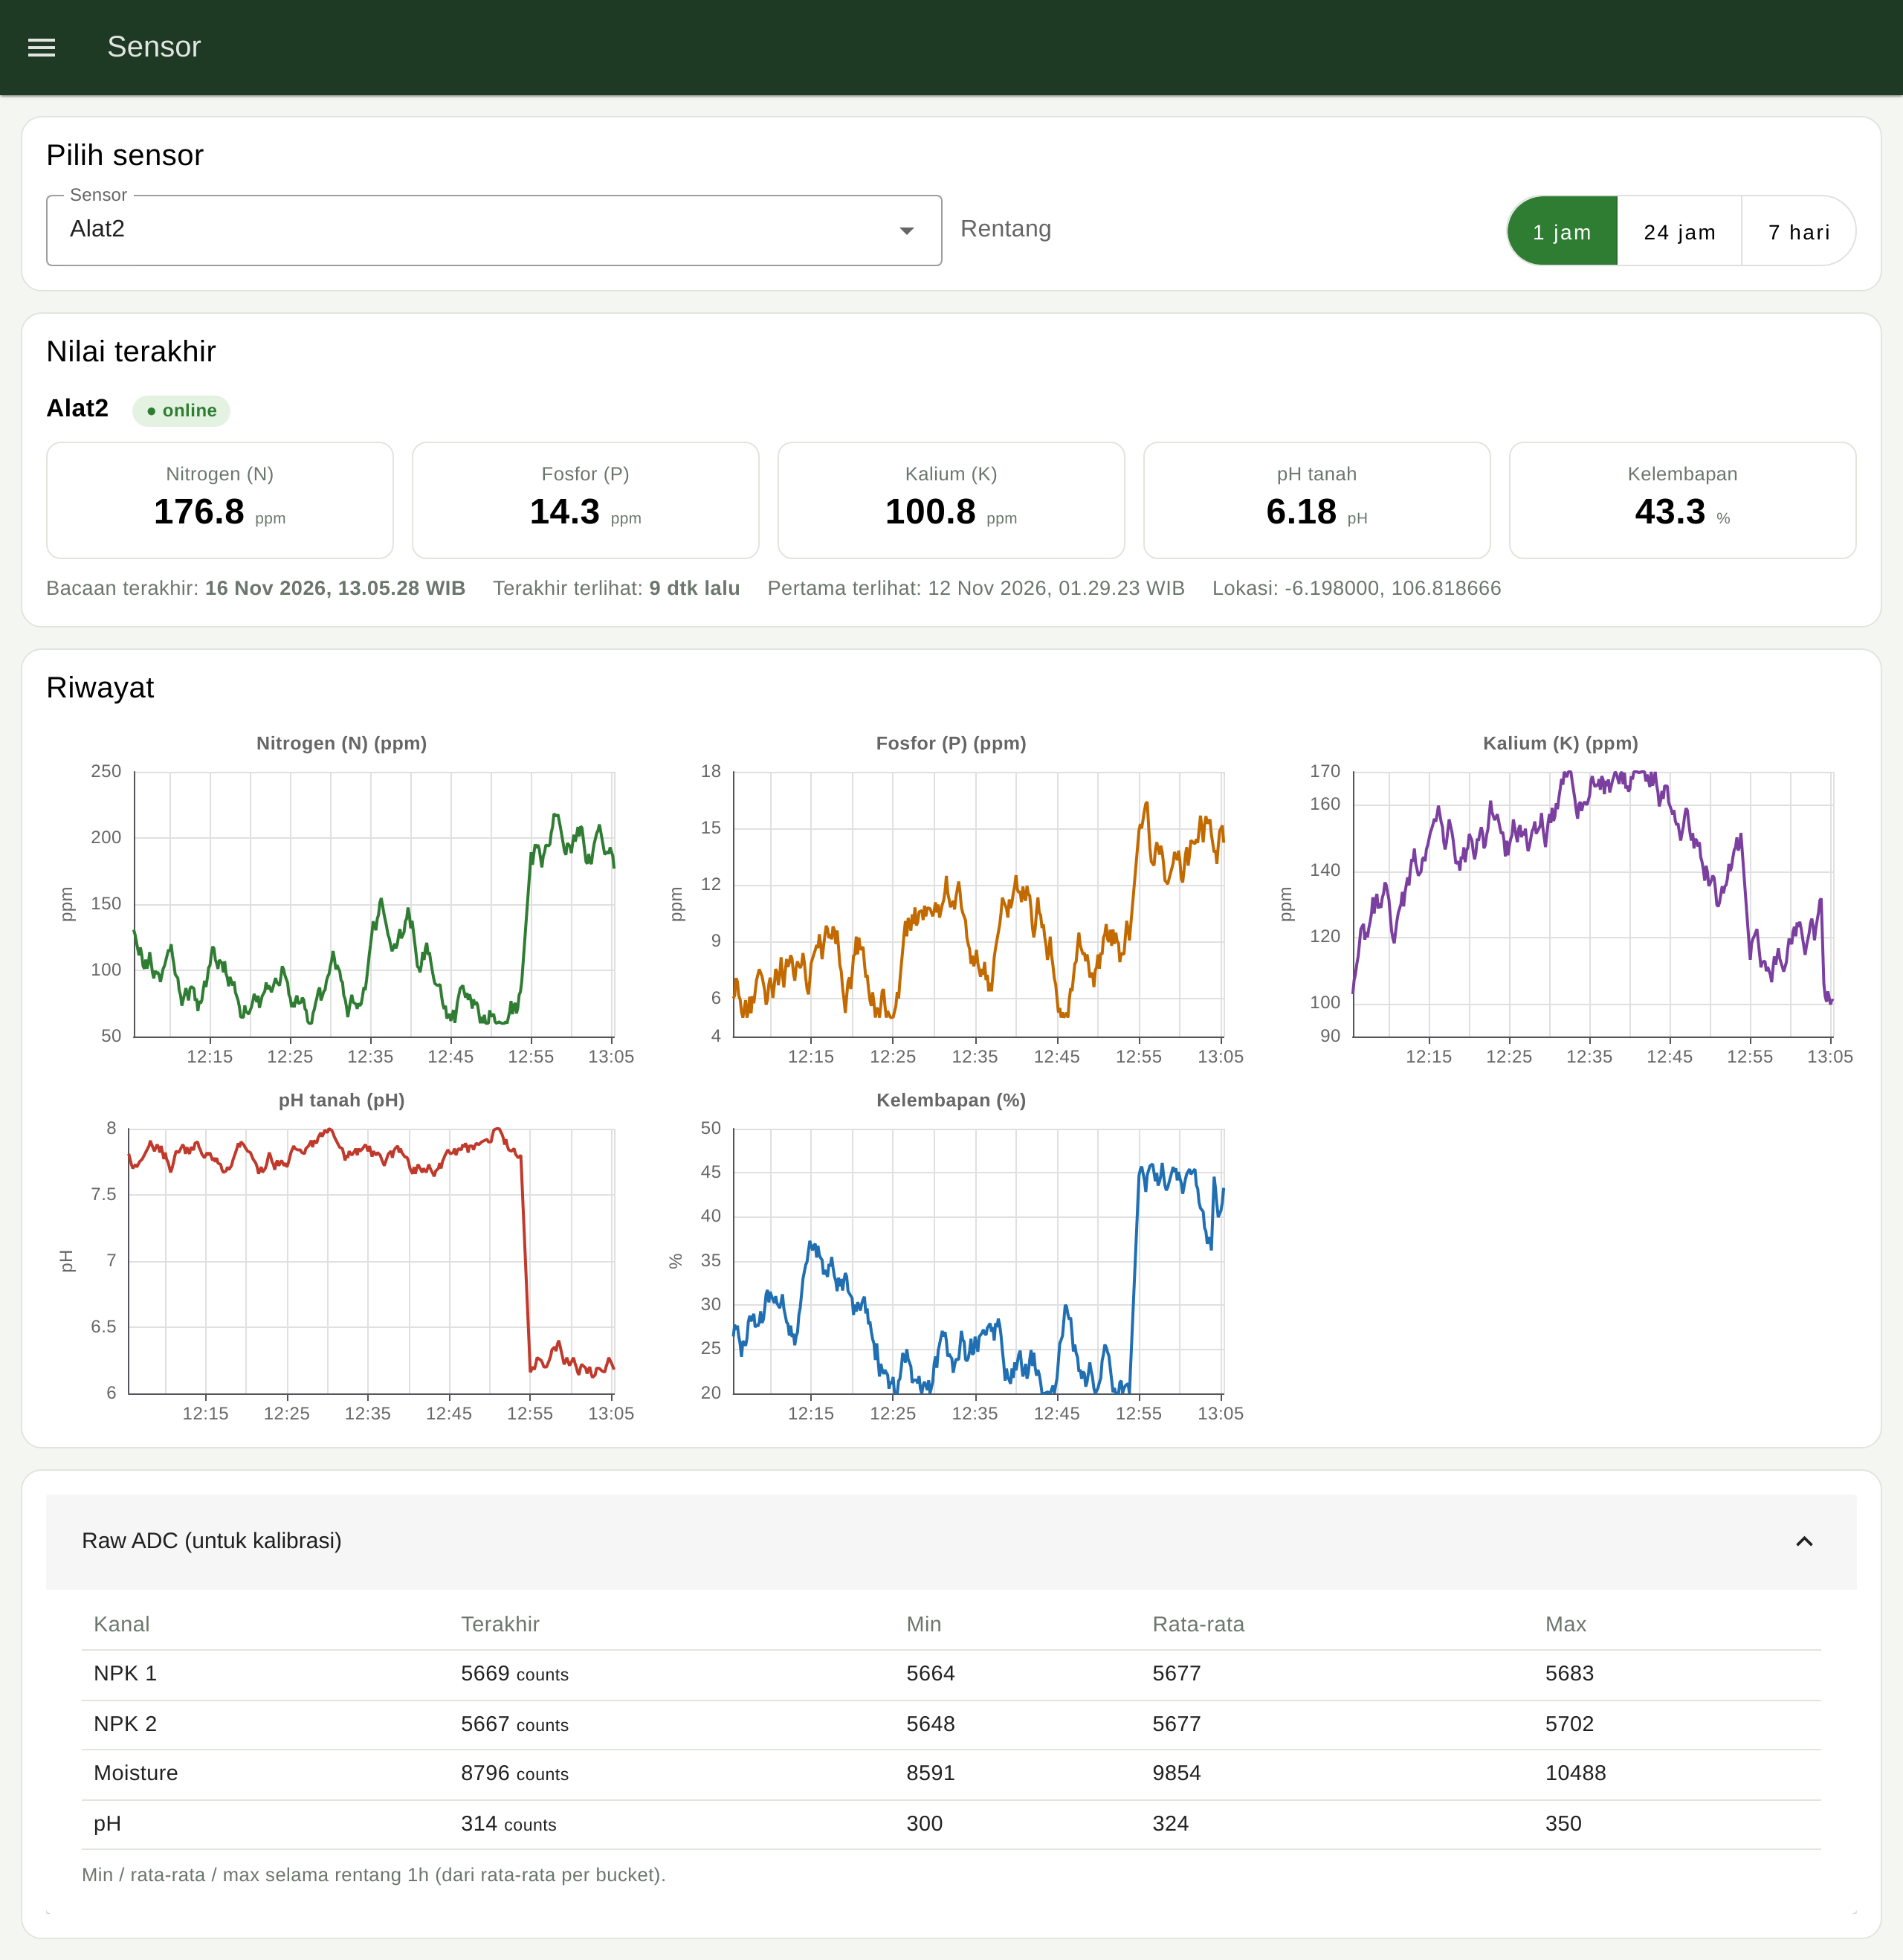 Sensor
Pilih sensor
Sensor
Alat2
Rentang
1 jam
24 jam
7 hari
Nilai terakhir
Alat2
online
Nitrogen (N)
176.8 ppm
Fosfor (P)
14.3 ppm
Kalium (K)
100.8 ppm
pH tanah
6.18 pH
Kelembapan
43.3 %
Bacaan terakhir: 16 Nov 2026, 13.05.28 WIB Terakhir terlihat: 9 dtk lalu Pertama terlihat: 12 Nov 2026, 01.29.23 WIB Lokasi: -6.198000, 106.818666
Riwayat
Nitrogen (N) (ppm)
ppm
250
200
150
100
50
12:15 12:25 12:35 12:45 12:55 13:05
Fosfor (P) (ppm)
ppm
18
15
12
9
6
4
12:15 12:25 12:35 12:45 12:55 13:05
Kalium (K) (ppm)
ppm
170
160
140
120
100
90
12:15 12:25 12:35 12:45 12:55 13:05
pH tanah (pH)
pH
8
7.5
7
6.5
6
12:15 12:25 12:35 12:45 12:55 13:05
Kelembapan (%)
%
50
45
40
35
30
25
20
12:15 12:25 12:35 12:45 12:55 13:05
Raw ADC (untuk kalibrasi)
Kanal Terakhir Min Rata-rata Max
NPK 1 5669 counts 5664 5677 5683
NPK 2 5667 counts 5648 5677 5702
Moisture 8796 counts 8591 9854 10488
pH 314 counts 300 324 350
Min / rata-rata / max selama rentang 1h (dari rata-rata per bucket).